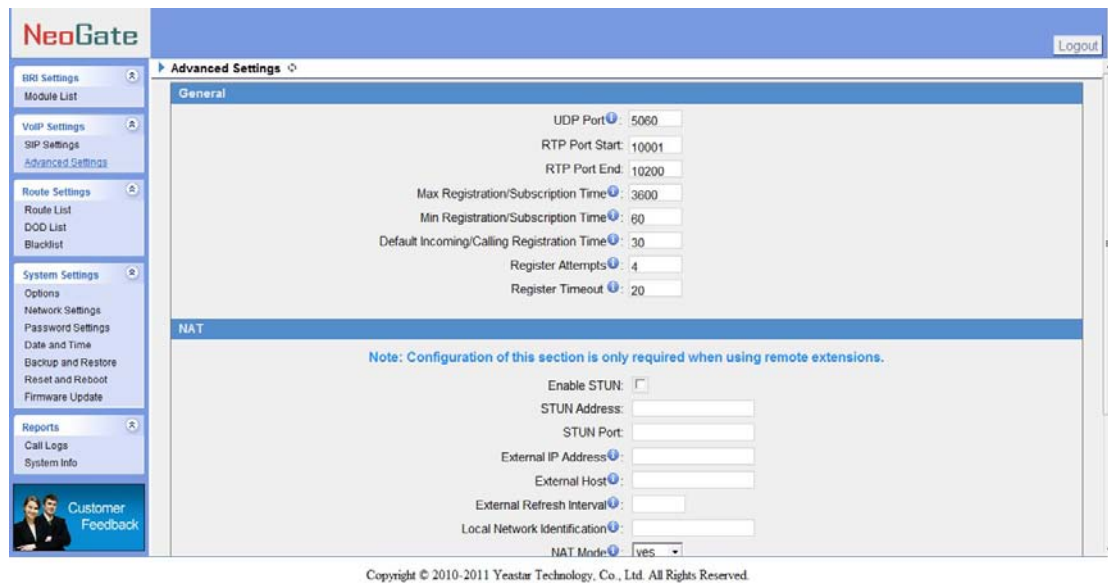 NeoGate
Logout
BRI Settings
Module List
VoIP Settings
SIP Settings
Advanced Settings
Route Settings
Route List
DOD List
Blacklist
System Settings
Options
Network Settings
Password Settings
Date and Time
Backup and Restore
Reset and Reboot
Firmware Update
Reports
Call Logs
System Info
Customer
Feedback
Advanced Settings
General
UDP Port: 5060
RTP Port Start: 10001
RTP Port End: 10200
Max Registration/Subscription Time: 3600
Min Registration/Subscription Time: 60
Default Incoming/Calling Registration Time: 30
Register Attempts: 4
Register Timeout : 20
NAT
Note: Configuration of this section is only required when using remote extensions.
Enable STUN:
STUN Address:
STUN Port:
External IP Address:
External Host:
External Refresh Interval:
Local Network Identification:
NAT Mode: yes
Copyright © 2010-2011 Yeastar Technology, Co., Ltd. All Rights Reserved.